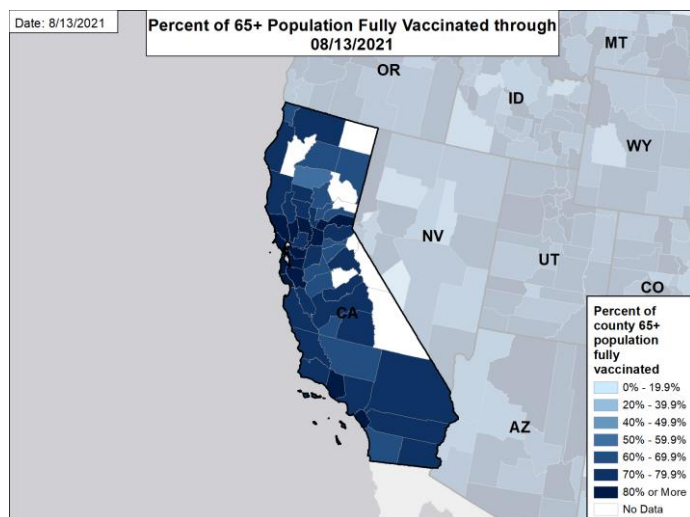 Date: 8/13/2021
Percent of 65+ Population Fully Vaccinated through
08/13/2021
MT
OR
ID
WY
NV
UT
CO
CA
AZ
Percent of
county 65+
population
fully
vaccinated
0% - 19.9%
20% - 39.9%
40% - 49.9%
50% - 59.9%
60% - 69.9%
70% - 79.9%
80% or More
No Data